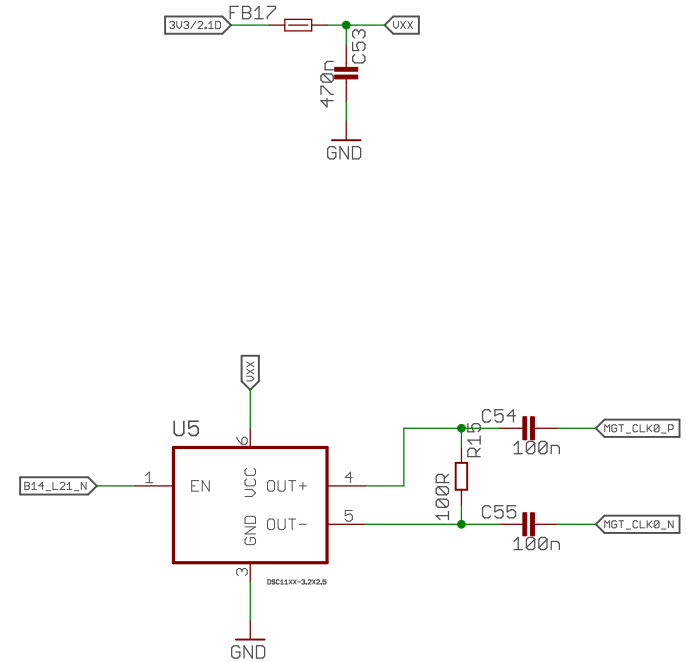 FB17
3V3/2.1D
VXX
C53
470n
GND
VXX
U5
6
C54
R15
MGT_CLK0_P
100n
1
EN
VCC
OUT+
4
B14_L21_N
100R
C55
GND
OUT-
5
MGT_CLK0_N
100n
3
DSC11XX-3.2X2.5
GND